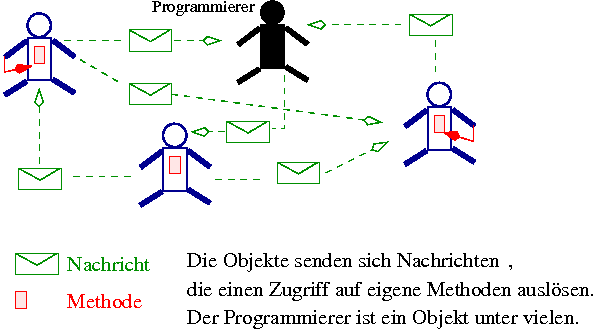 Programmierer
Nachricht
Methode
Die Objekte senden sich Nachrichten ,
die einen Zugriff auf eigene Methoden auslösen.
Der Programmierer ist ein Objekt unter vielen.